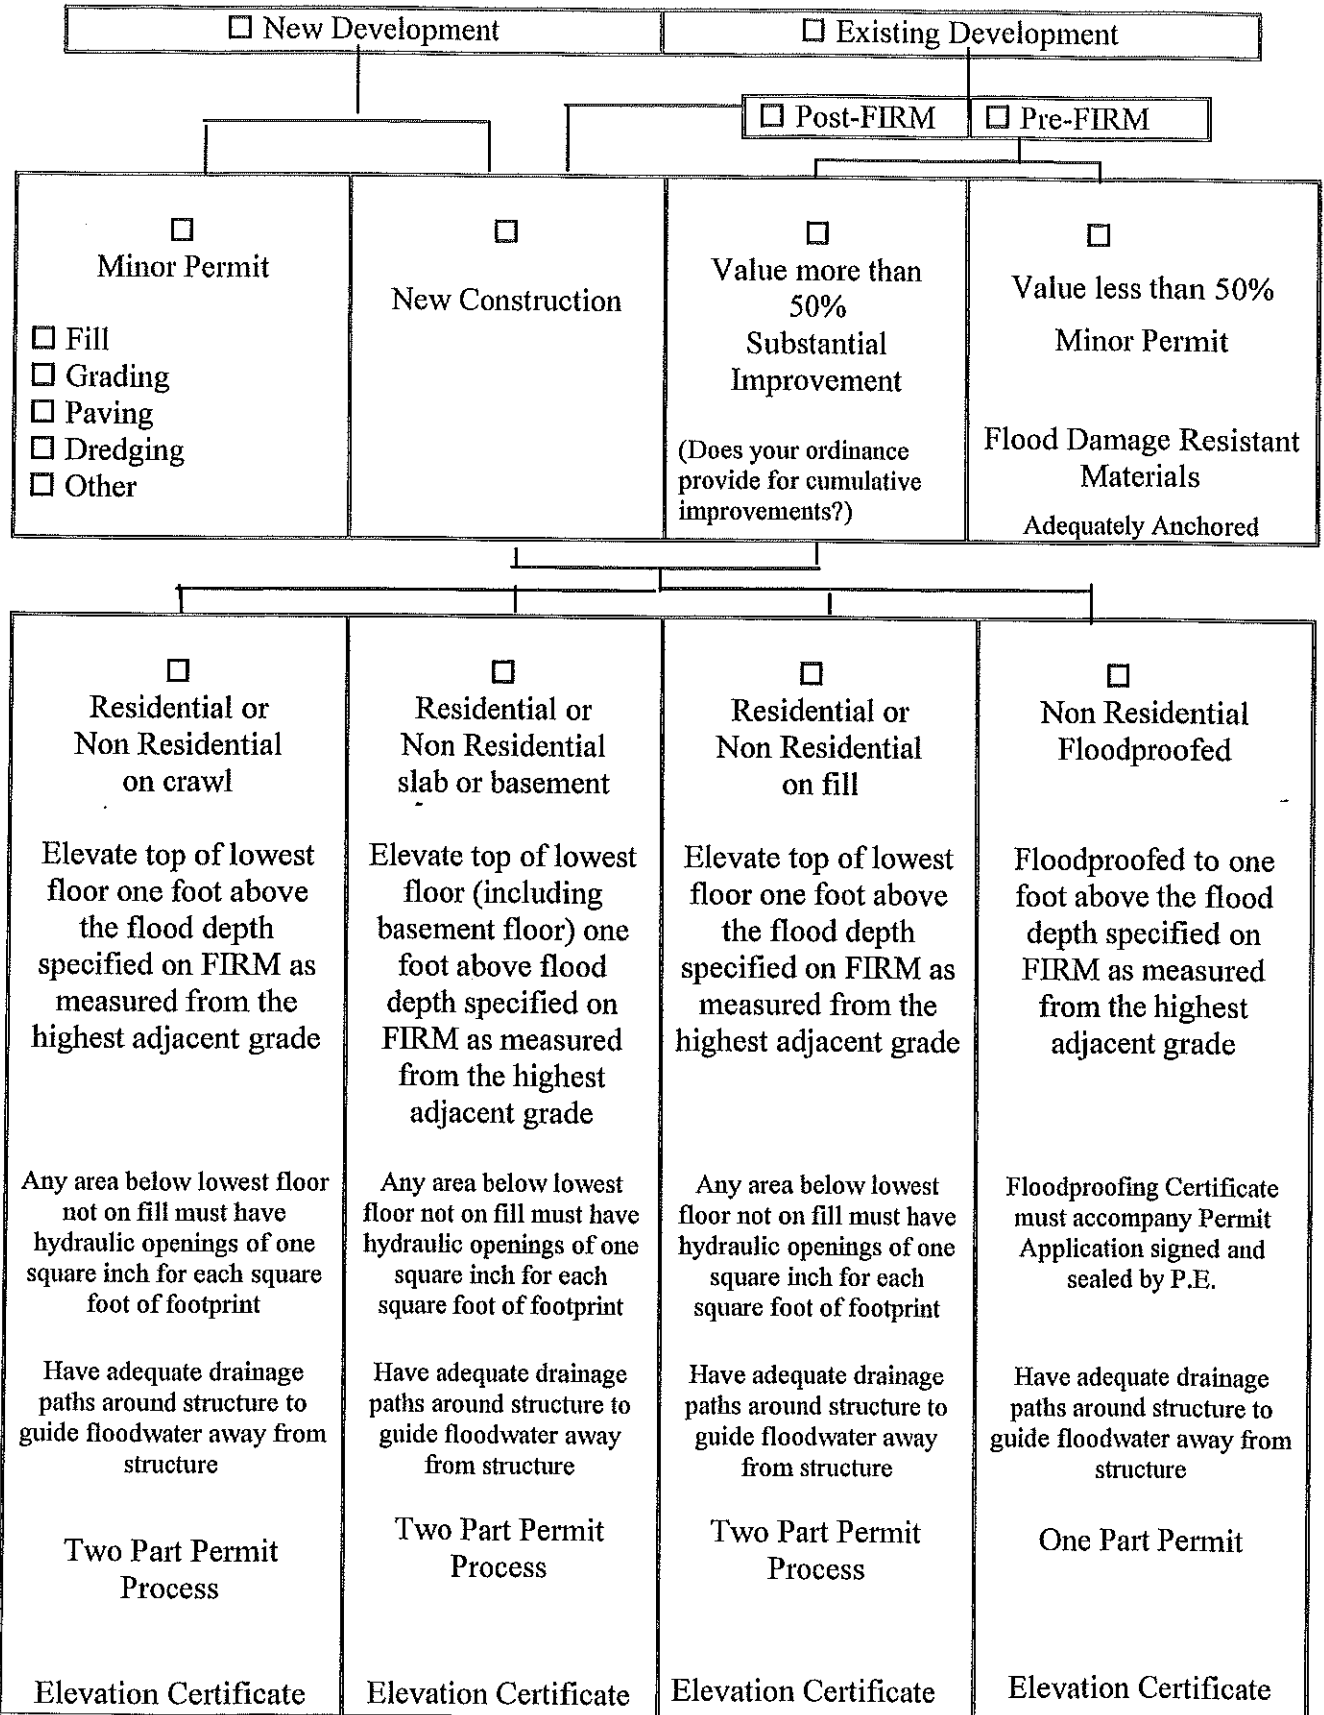 ☐ New Development
☐ Existing Development
☐ Post-FIRM
☐ Pre-FIRM
☐
Minor Permit
☐ Fill
☐ Grading
☐ Paving
☐ Dredging
☐ Other
☐
New Construction
☐
Value more than
50%
Substantial
Improvement
(Does your ordinance
provide for cumulative
improvements?)
☐
Value less than 50%
Minor Permit
Flood Damage Resistant
Materials
Adequately Anchored
☐
Residential or
Non Residential
on crawl
Elevate top of lowest
floor one foot above
the flood depth
specified on FIRM as
measured from the
highest adjacent grade
Any area below lowest floor
not on fill must have
hydraulic openings of one
square inch for each square
foot of footprint
Have adequate drainage
paths around structure to
guide floodwater away from
structure
Two Part Permit
Process
Elevation Certificate
☐
Residential or
Non Residential
slab or basement
Elevate top of lowest
floor (including
basement floor) one
foot above flood
depth specified on
FIRM as measured
from the highest
adjacent grade
Any area below lowest
floor not on fill must have
hydraulic openings of one
square inch for each
square foot of footprint
Have adequate drainage
paths around structure to
guide floodwater away
from structure
Two Part Permit
Process
Elevation Certificate
☐
Residential or
Non Residential
on fill
Elevate top of lowest
floor one foot above
the flood depth
specified on FIRM as
measured from the
highest adjacent grade
Any area below lowest
floor not on fill must have
hydraulic openings of one
square inch for each
square foot of footprint
Have adequate drainage
paths around structure to
guide floodwater away
from structure
Two Part Permit
Process
Elevation Certificate
☐
Non Residential
Floodproofed
Floodproofed to one
foot above the flood
depth specified on
FIRM as measured
from the highest
adjacent grade
Floodproofing Certificate
must accompany Permit
Application signed and
sealed by P.E.
Have adequate drainage
paths around structure to
guide floodwater away from
structure
One Part Permit
Elevation Certificate